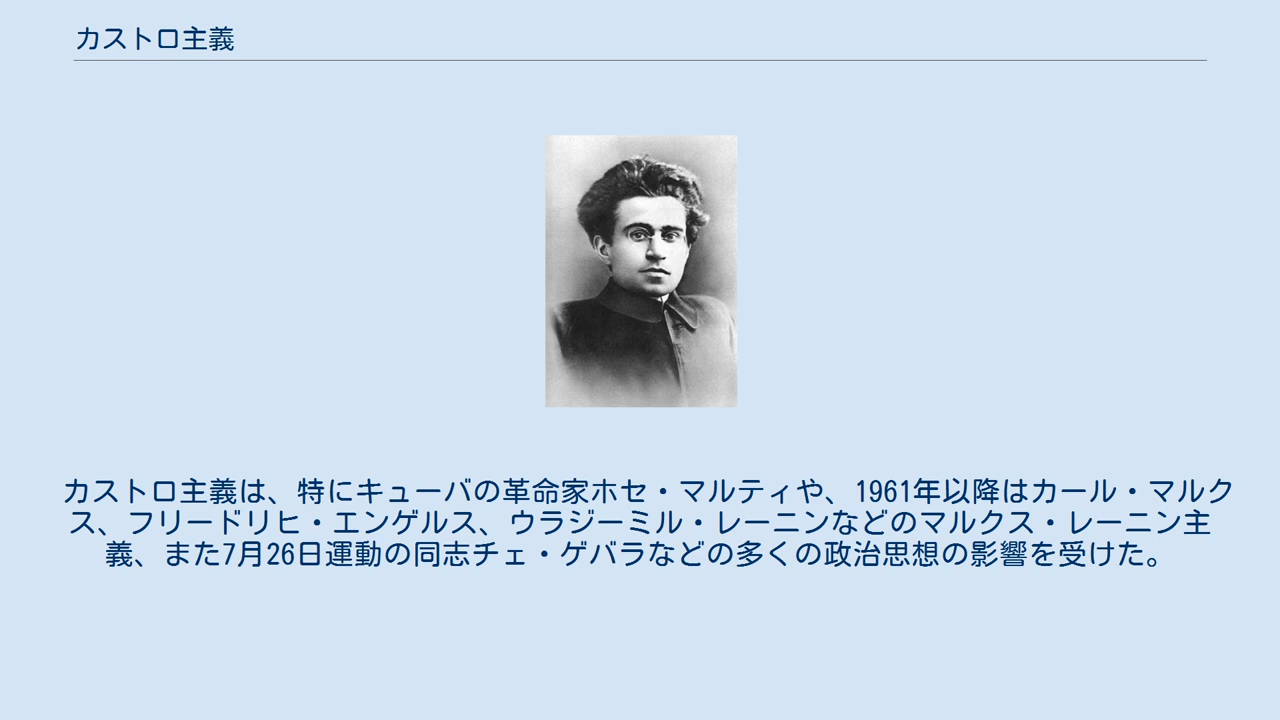 カストロ主義
カストロ主義は、特にキューバの革命家ホセ・マルティや、1961年以降はカール・マルク
ス、フリードリヒ・エンゲルス、ウラジーミル・レーニンなどのマルクス・レーニン主
義、また7月26日運動の同志チェ・ゲバラなどの多くの政治思想の影響を受けた。